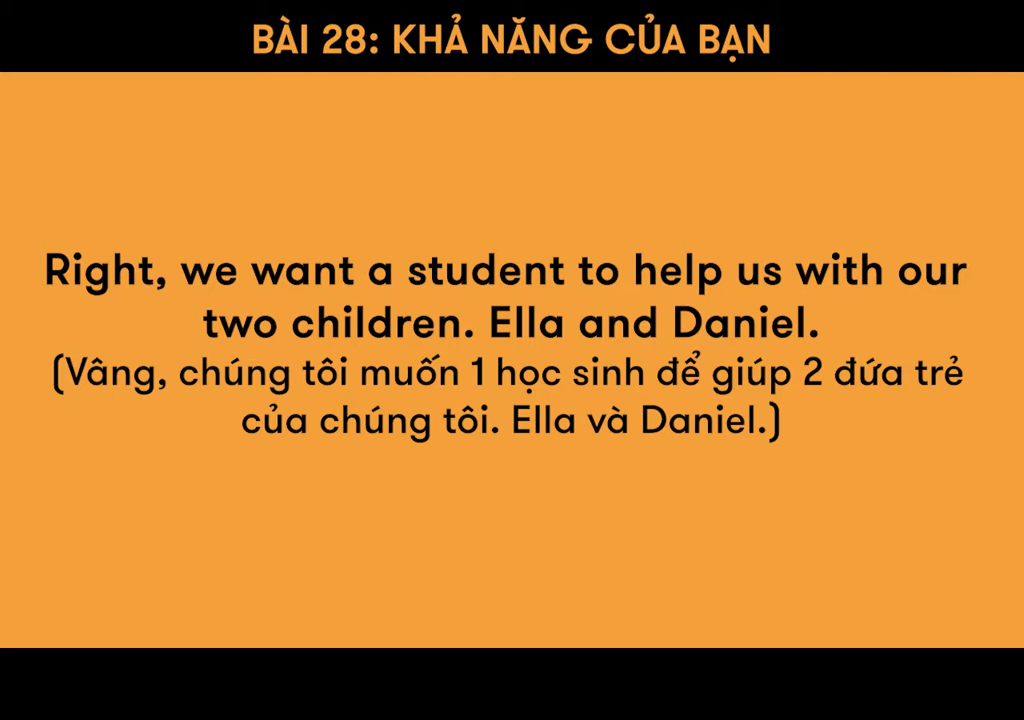 BÀI 28: KHẢ NĂNG CỦA BẠN
Right, we want a student to help us with our
two children. Ella and Daniel.
(Vâng, chúng tôi muốn 1 học sinh để giúp 2 đứa trẻ
của chúng tôi. Ella và Daniel.)